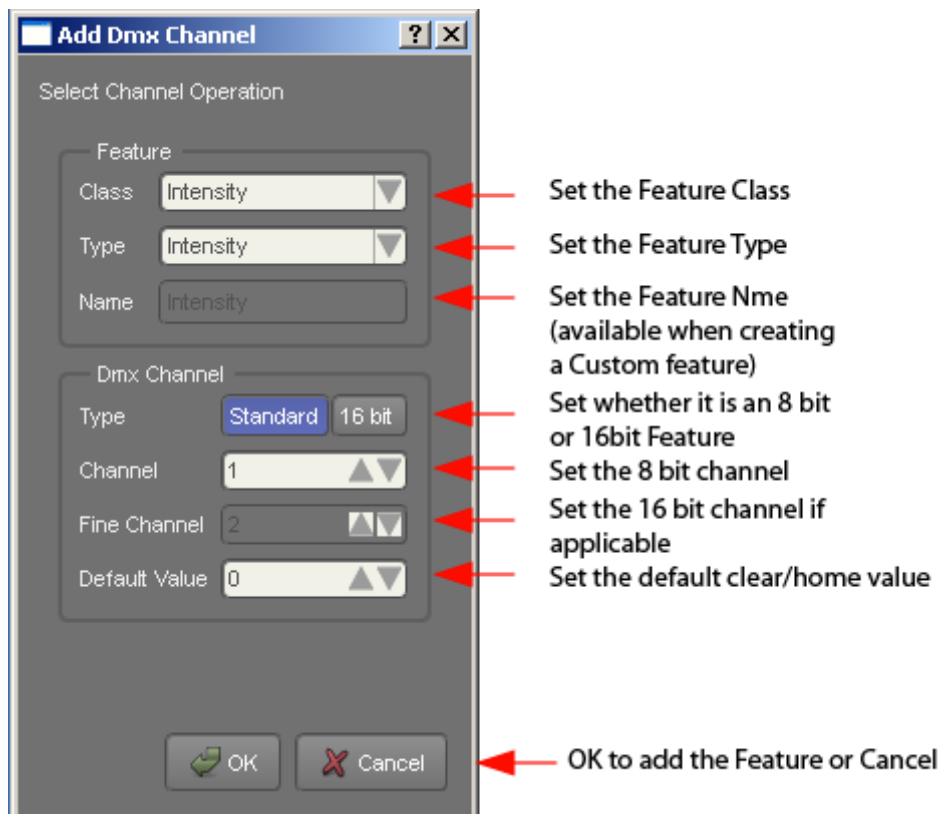 Add Dmx Channel
Select Channel Operation
Feature
Class Intensity
Set the Feature Class
Type Intensity
Set the Feature Type
Name Intensity
Set the Feature Nme
(available when creating
a Custom feature)
Dmx Channel
Type Standard 16 bit
Set whether it is an 8 bit
or 16bit Feature
Channel 1
Set the 8 bit channel
Fine Channel 2
Set the 16 bit channel if
applicable
Default Value 0
Set the default clear/home value
OK Cancel
OK to add the Feature or Cancel